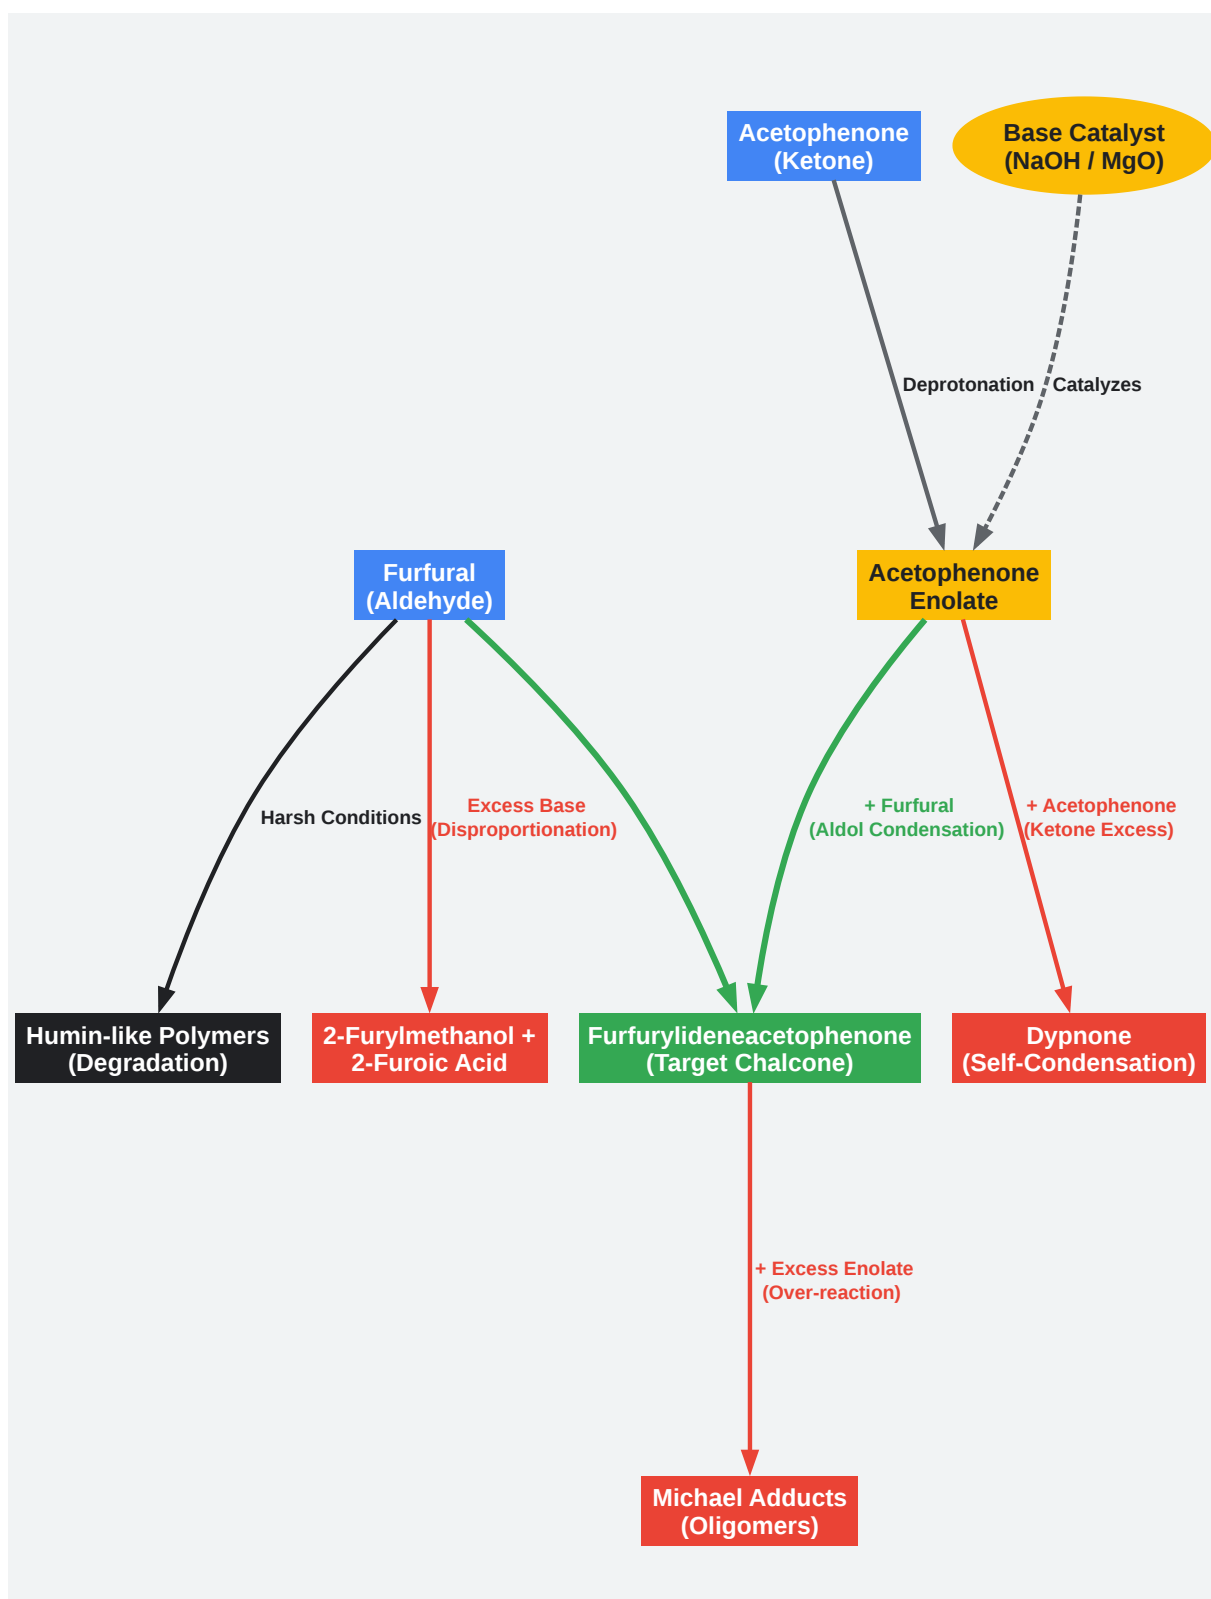 Acetophenone
(Ketone)
Base Catalyst
(NaOH / MgO)
Deprotonation
Catalyzes
Furfural
(Aldehyde)
Acetophenone
Enolate
Harsh Conditions
Excess Base
(Disproportionation)
+ Furfural
(Aldol Condensation)
+ Acetophenone
(Ketone Excess)
Humin-like Polymers
(Degradation)
2-Furylmethanol +
2-Furoic Acid
Furfurylideneacetophenone
(Target Chalcone)
Dypnone
(Self-Condensation)
+ Excess Enolate
(Over-reaction)
Michael Adducts
(Oligomers)